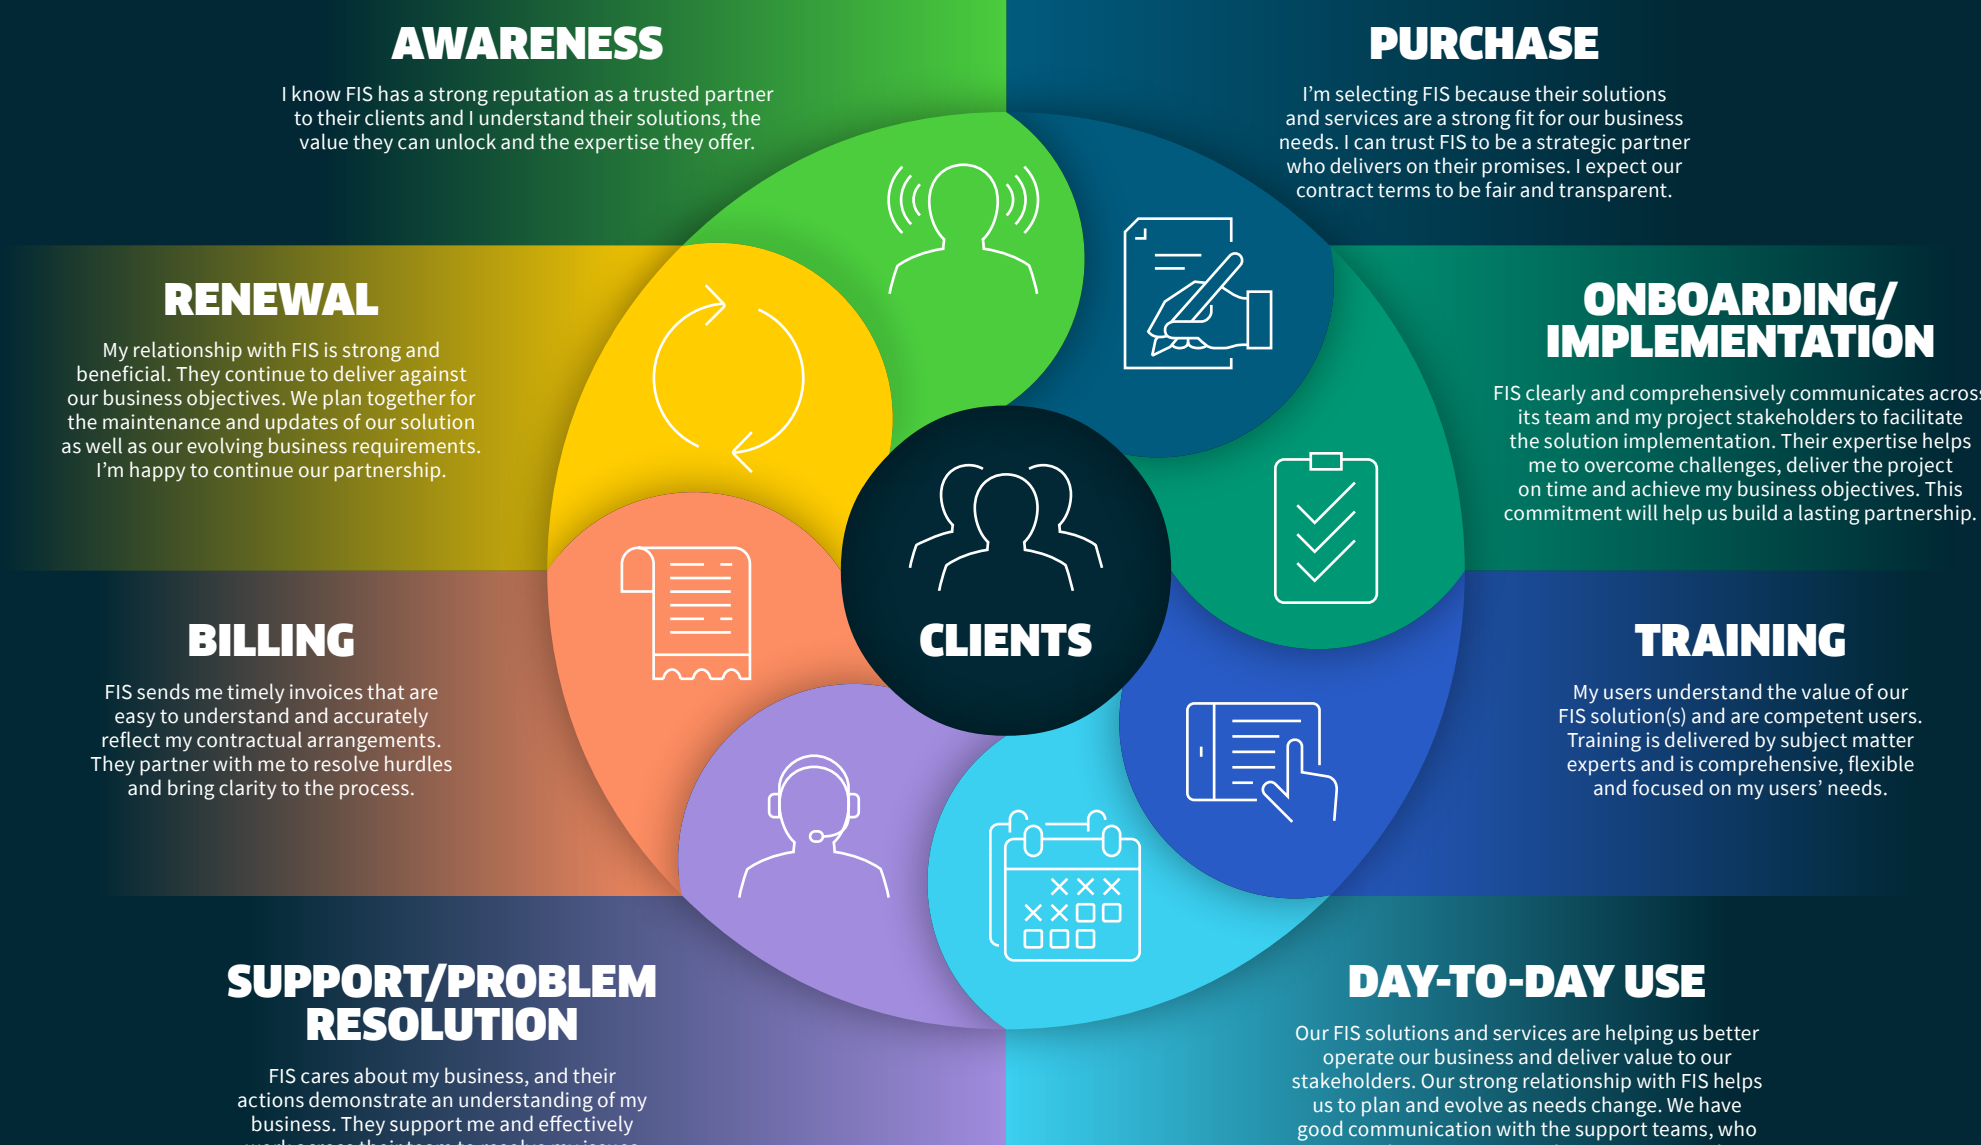 AWARENESS
I know FIS has a strong reputation as a trusted partner
to their clients and I understand their solutions, the
value they can unlock and the expertise they offer.
PURCHASE
I’m selecting FIS because their solutions
and services are a strong fit for our business
needs. I can trust FIS to be a strategic partner
who delivers on their promises. I expect our
contract terms to be fair and transparent.
RENEWAL
My relationship with FIS is strong and
beneficial. They continue to deliver against
our business objectives. We plan together for
the maintenance and updates of our solution
as well as our evolving business requirements.
I’m happy to continue our partnership.
ONBOARDING/
IMPLEMENTATION
FIS clearly and comprehensively communicates across
its team and my project stakeholders to facilitate
the solution implementation. Their expertise helps
me to overcome challenges, deliver the project
on time and achieve my business objectives. This
commitment will help us build a lasting partnership.
CLIENTS
BILLING
FIS sends me timely invoices that are
easy to understand and accurately
reflect my contractual arrangements.
They partner with me to resolve hurdles
and bring clarity to the process.
TRAINING
My users understand the value of our
FIS solution(s) and are competent users.
Training is delivered by subject matter
experts and is comprehensive, flexible
and focused on my users’ needs.
SUPPORT/PROBLEM
RESOLUTION
FIS cares about my business, and their
actions demonstrate an understanding of my
business. They support me and effectively
DAY-TO-DAY USE
Our FIS solutions and services are helping us better
operate our business and deliver value to our
stakeholders. Our strong relationship with FIS helps
us to plan and evolve as needs change. We have
good communication with the support teams, who